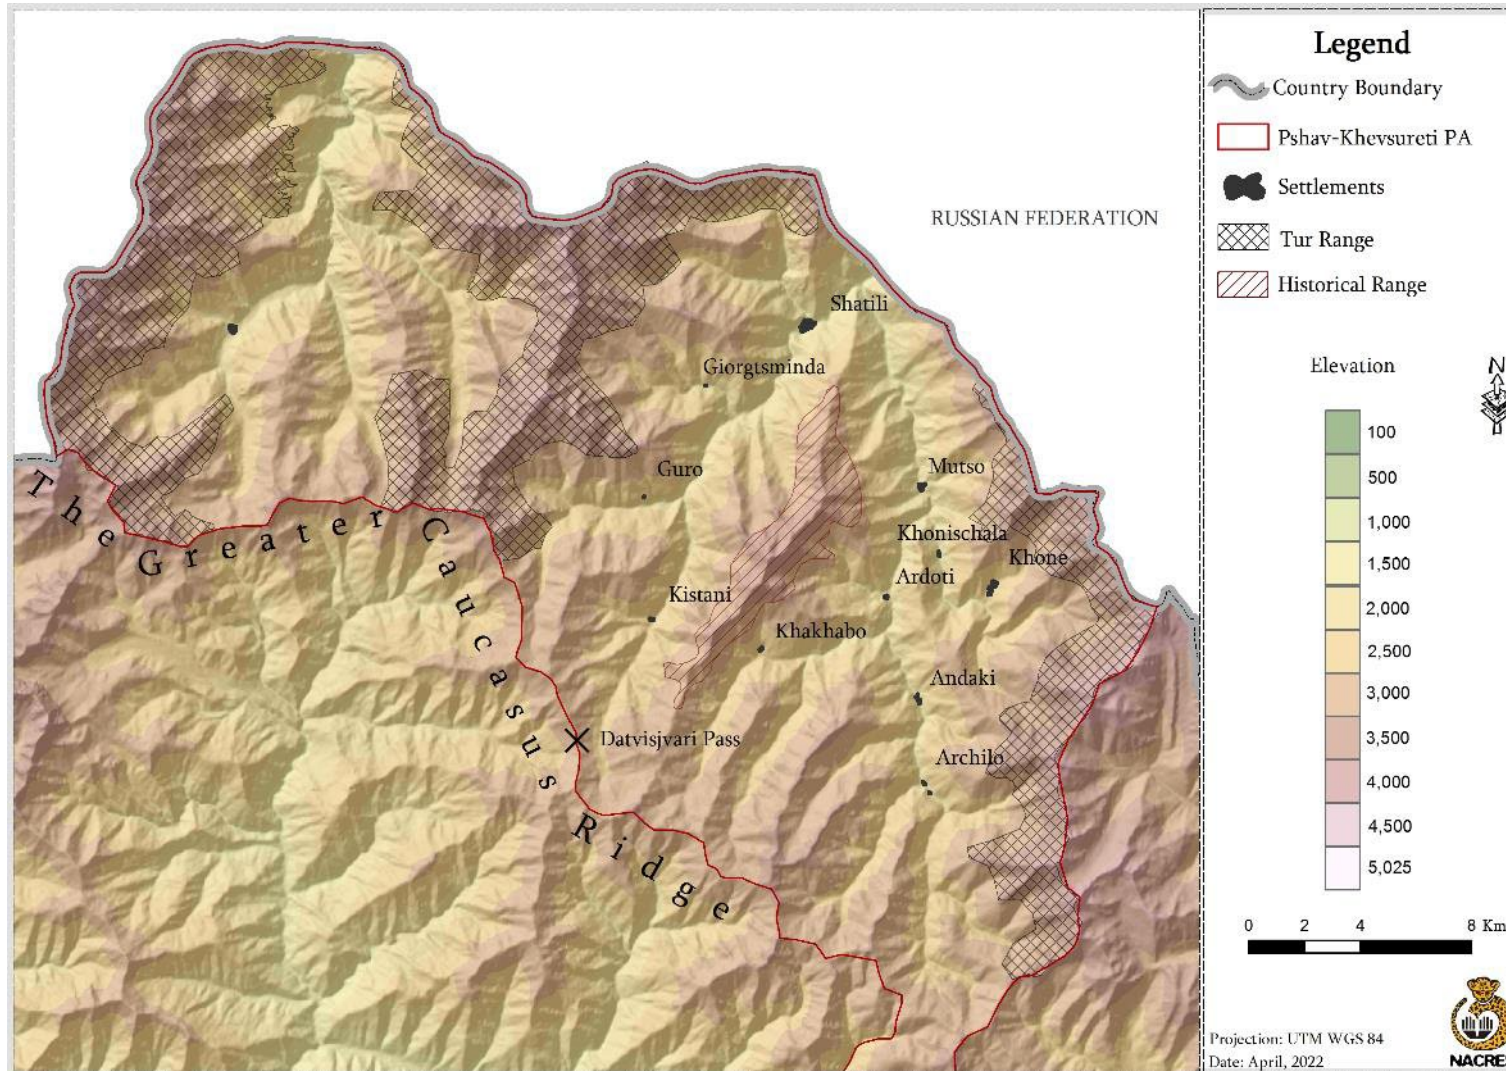 RUSSIAN FEDERATION
Shatili
Giorgtsminda
Guro
Mutso
Khonischala
Khone
Ardoti
Kistani
Khakhabo
Andaki
Datvisjvari Pass
Archilo
The Greater Caucasus Ridge
Legend
Country Boundary
Pshav-Khevsureti PA
Settlements
Tur Range
Historical Range
Elevation
N
100
500
1,000
1,500
2,000
2,500
3,000
3,500
4,000
4,500
5,025
0 2 4 8 Km
Projection: UTM WGS 84
Date: April, 2022
NACRES